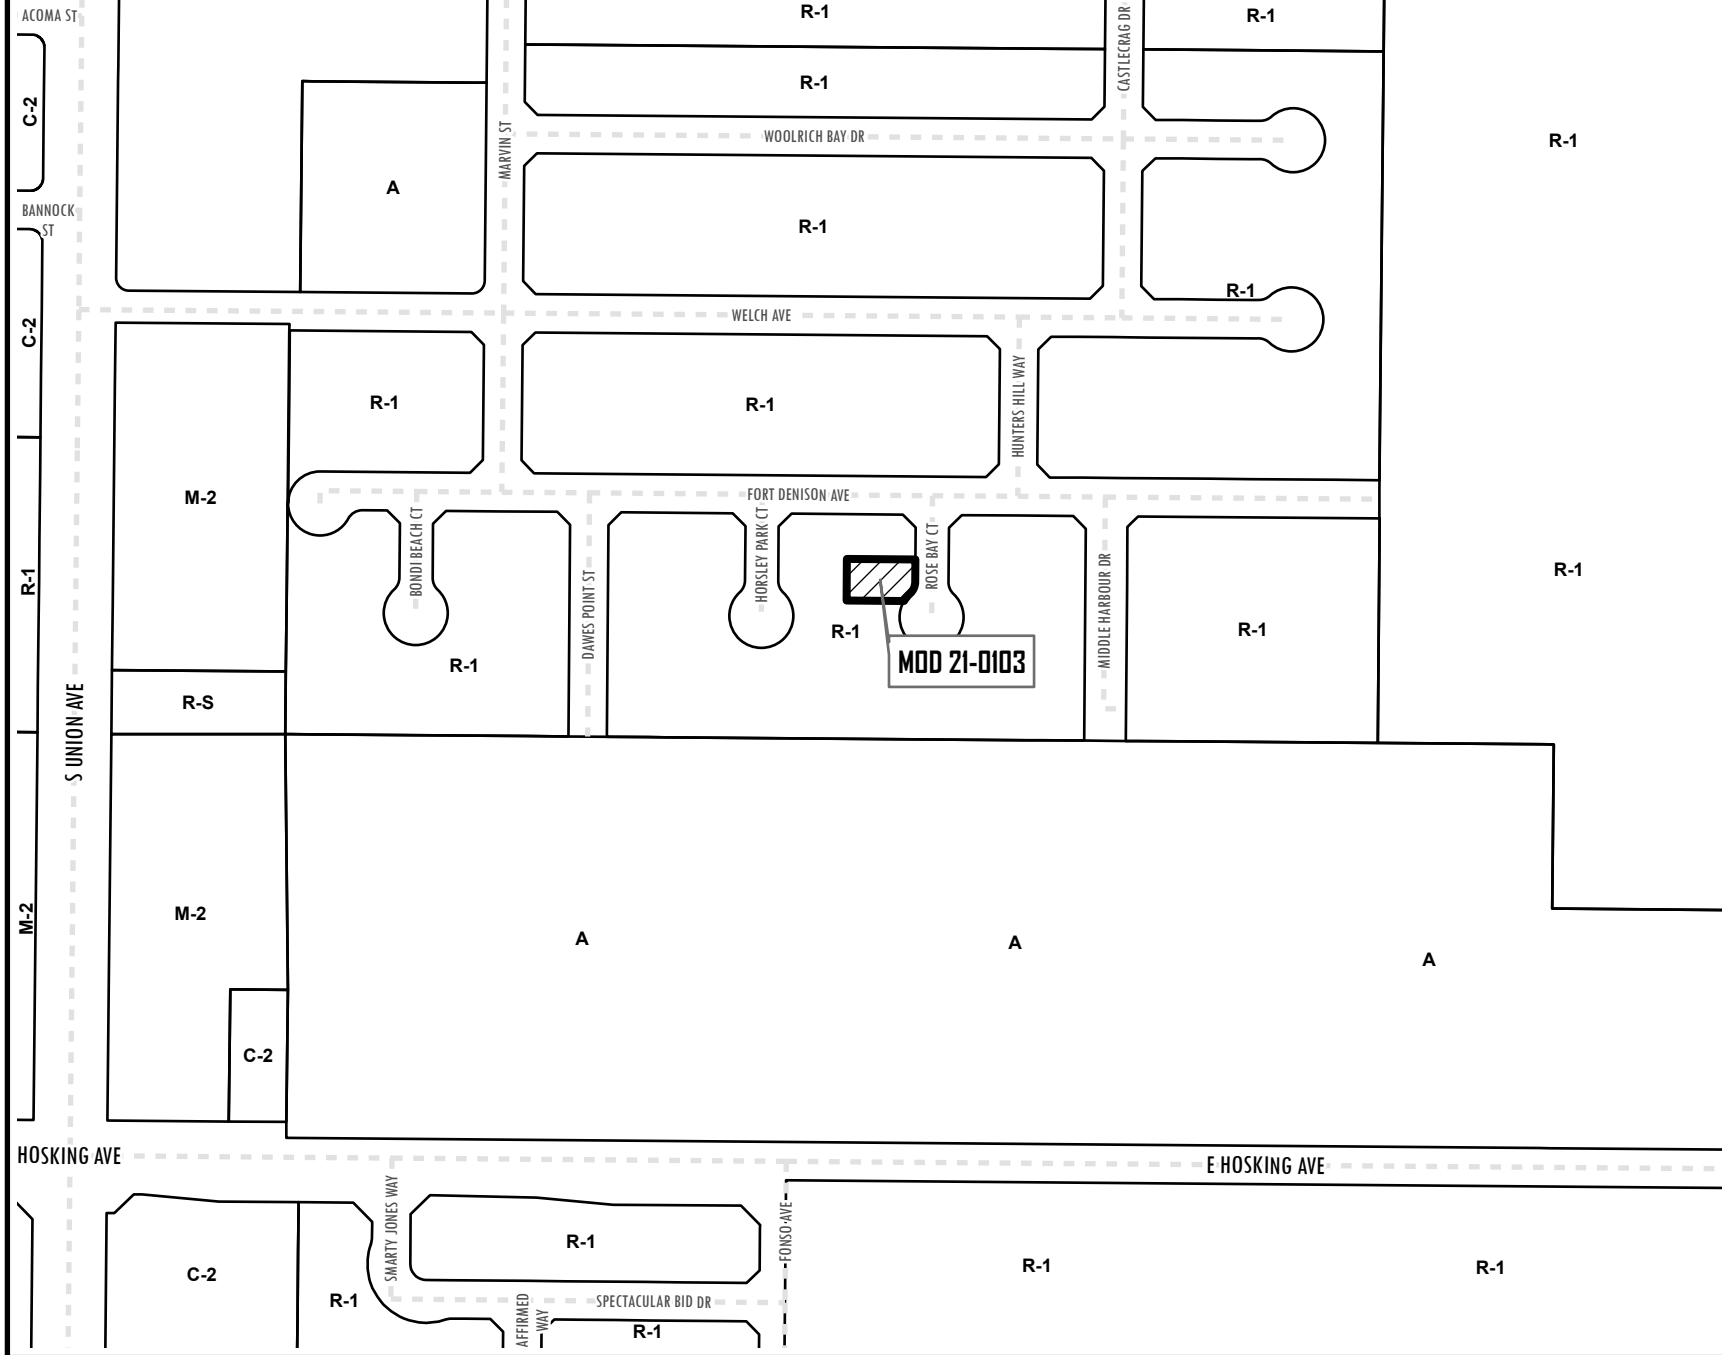 ACOMA ST
R-1
CASTLECRAG DR
R-1
C-2
R-1
MARVIN ST
WOOLRICH BAY DR
R-1
A
BANNOCK
ST
R-1
R-1
C-2
WELCH AVE
R-1
R-1
HUNTERS HILL WAY
M-2
FORT DENISON AVE
BONDI BEACH CT
HORSLEY PARK CT
ROSE BAY CT
R-1
R-1
DAWES POINT ST
MIDDLE HARBOUR DR
R-1
R-1
R-1
MOD 21-0103
R-S
S UNION AVE
M-2
M-2
A
A
A
C-2
HOSKING AVE
E HOSKING AVE
SMARTY JONES WAY
FONSO AVE
R-1
C-2
R-1
R-1
R-1
SPECTACULAR BID DR
AFFIRMED
WAY
R-1